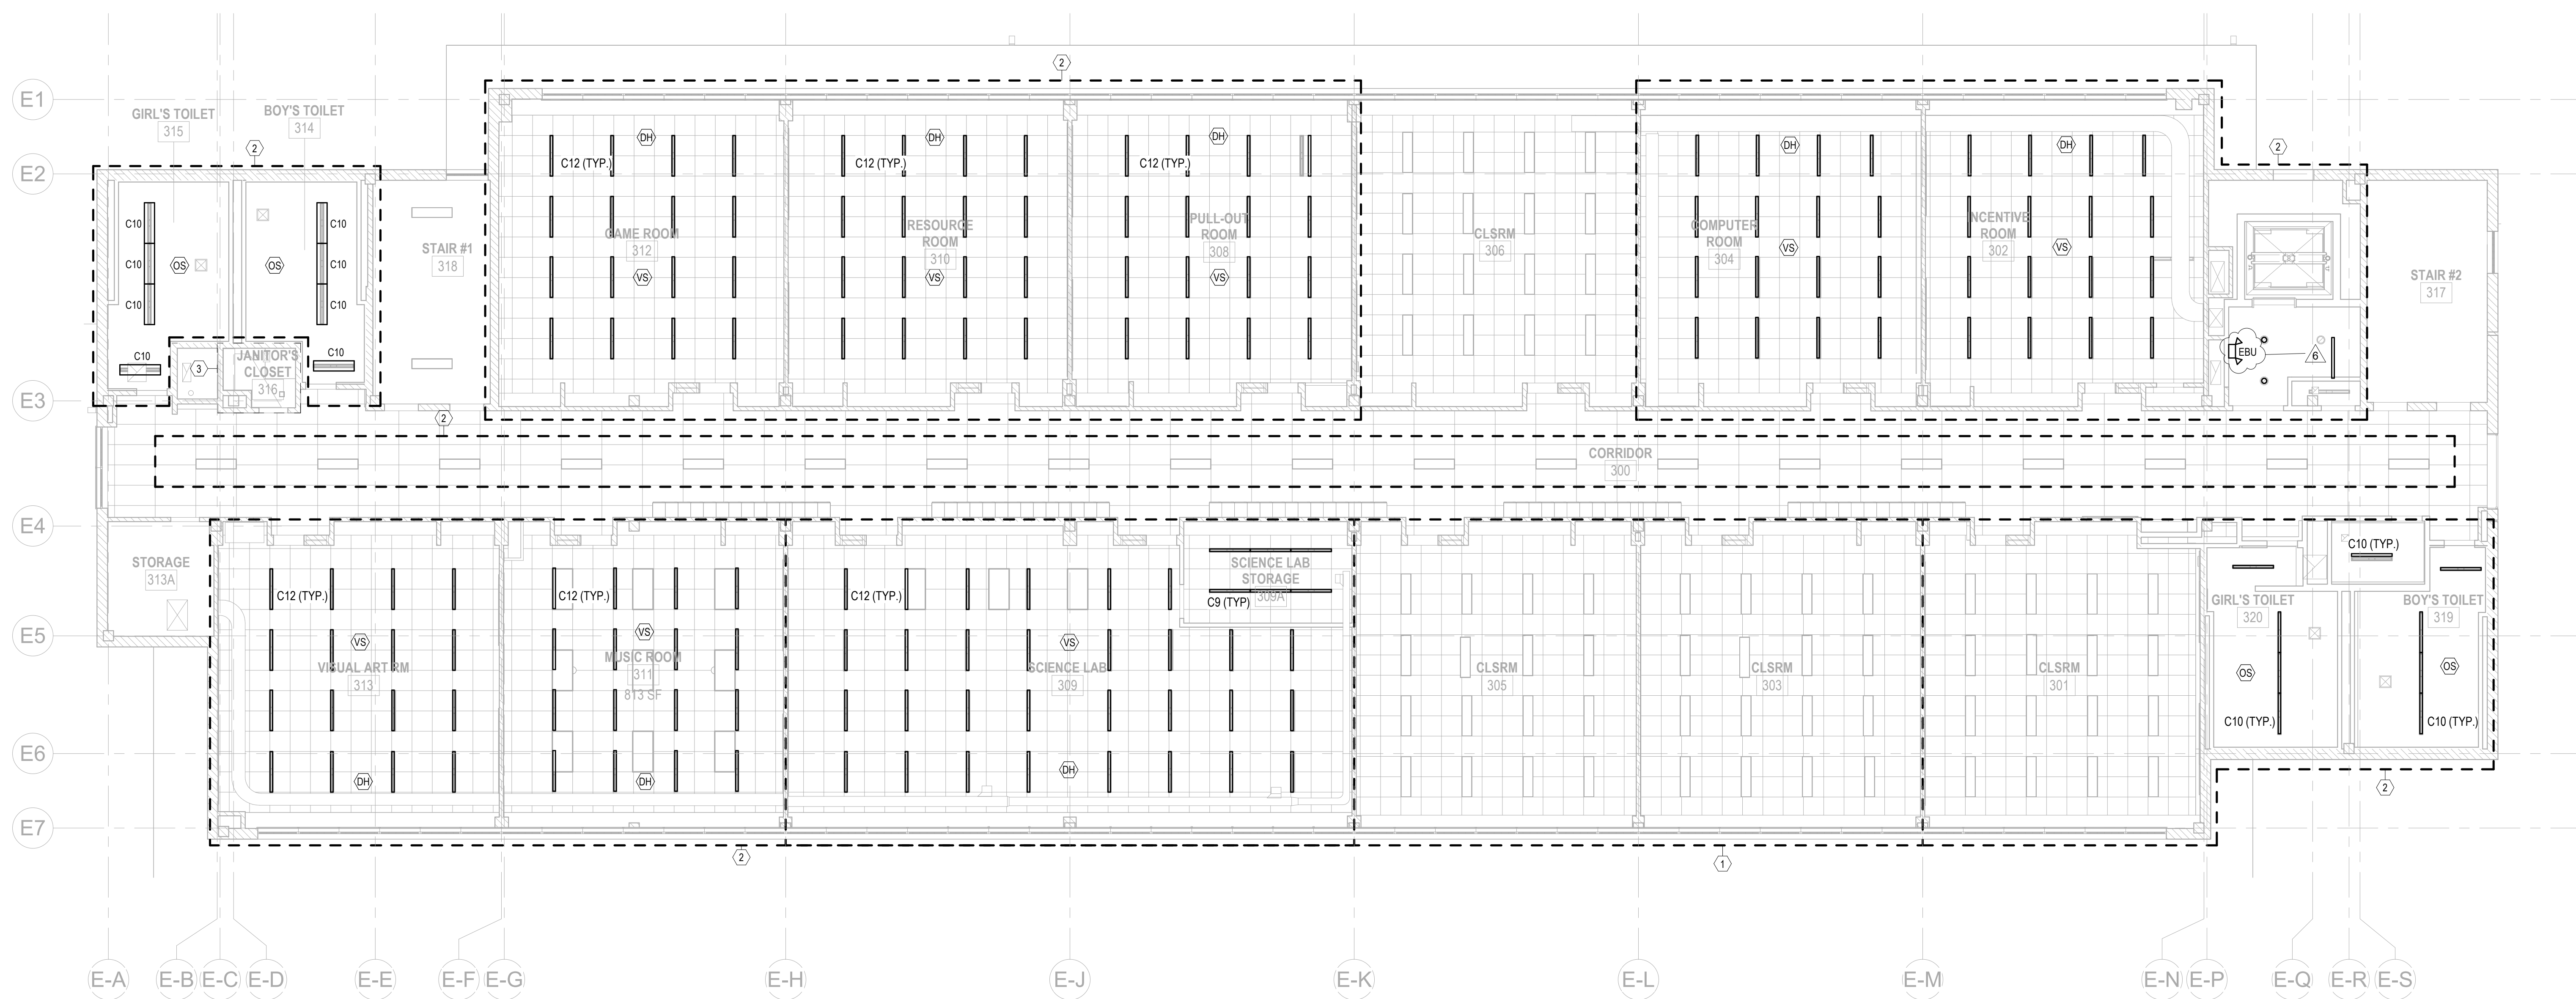 2
2
E1
GIRL'S TOILET
315
BOY'S TOILET
314
2
2
DH
DH
DH
DH
DH
C12 (TYP.)
C12 (TYP.)
C12 (TYP.)
E2
C10
C10
C10
C10
C10
C10
OS
OS
STAIR #1
318
GAME ROOM
312
VS
RESOURCE
ROOM
310
VS
PULL-OUT
ROOM
308
VS
CLSRM
306
COMPUTER
ROOM
304
VS
NCENTIVE
ROOM
302
VS
STAIR #2
317
C10
C10
3
JANITOR'S
CLOSET
316
EBU
6
E3
2
CORRIDOR
300
E4
STORAGE
313A
C12 (TYP.)
C12 (TYP.)
C12 (TYP.)
SCIENCE LAB
STORAGE
309A
C9 (TYP)
C10 (TYP.)
GIRL'S TOILET
320
BOY'S TOILET
319
E5
VS
VISUAL ART RM
313
VS
MUSIC ROOM
311
813 SF
VS
SCIENCE LAB
309
CLSRM
305
CLSRM
303
CLSRM
301
OS
OS
C10 (TYP.)
C10 (TYP.)
E6
DH
DH
DH
2
E7
2
1
E-A
E-B
E-C
E-D
E-E
E-F
E-G
E-H
E-J
E-K
E-L
E-M
E-N
E-P
E-Q
E-R
E-S